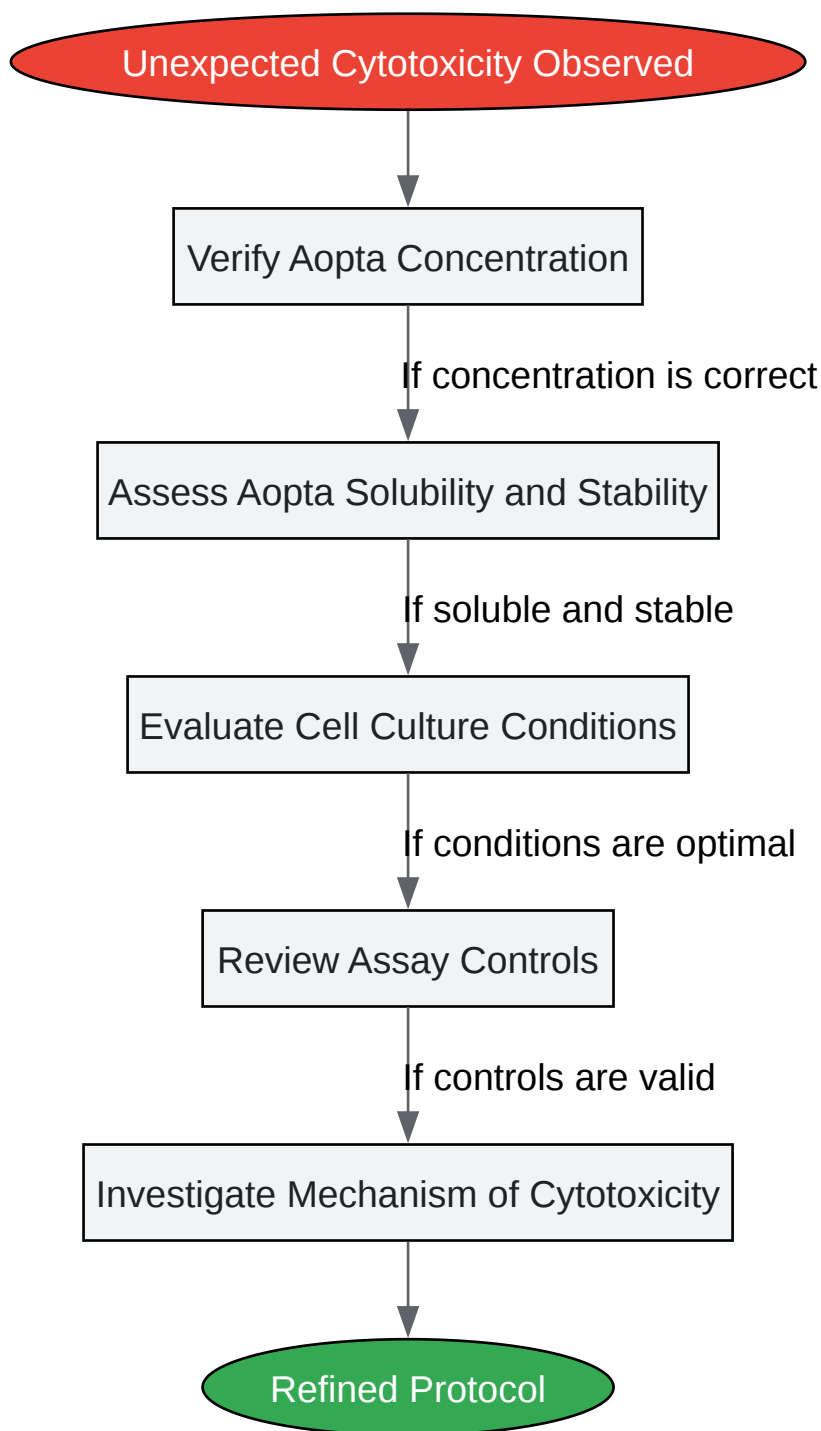 Unexpected Cytotoxicity Observed
Verify Aopta Concentration
If concentration is correct
Assess Aopta Solubility and Stability
If soluble and stable
Evaluate Cell Culture Conditions
If conditions are optimal
Review Assay Controls
If controls are valid
Investigate Mechanism of Cytotoxicity
Refined Protocol